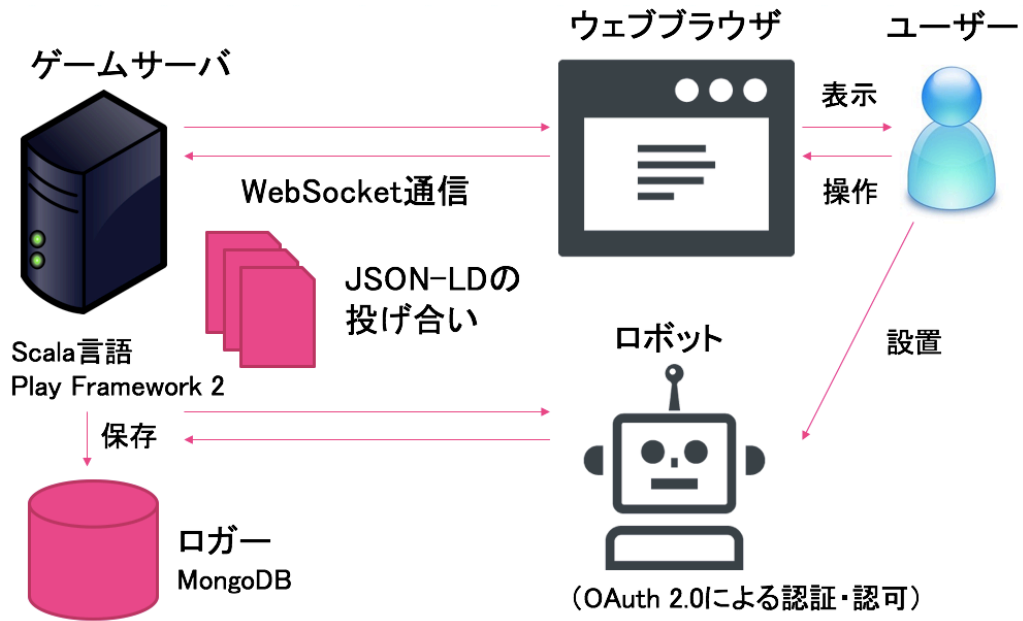 ゲームサーバ
ウェブブラウザ
ユーザー
表示
操作
WebSocket通信
JSON-LDの
投げ合い
Scala言語
Play Framework 2
保存
ロガー
MongoDB
ロボット
設置
（OAuth 2.0による認証・認可）